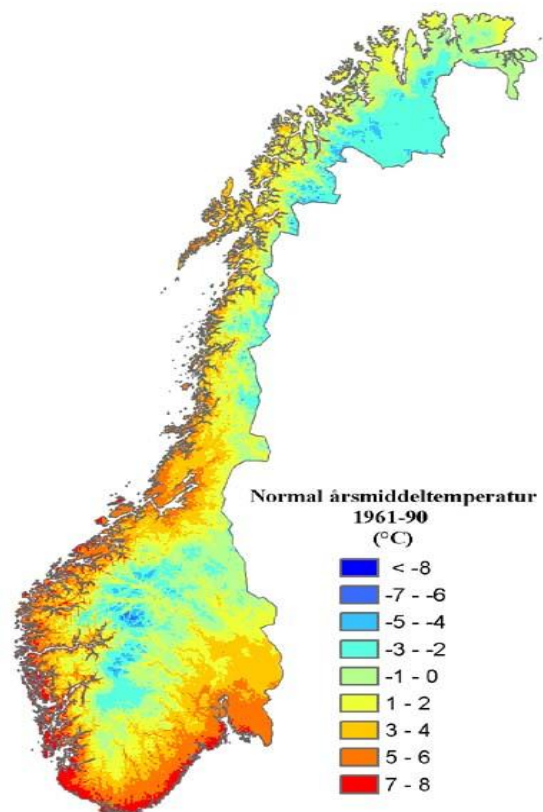 Normal årsmiddeltemperatur
1961-90
(°C)
< -8
-7 - -6
-5 - -4
-3 - -2
-1 - 0
1 - 2
3 - 4
5 - 6
7 - 8